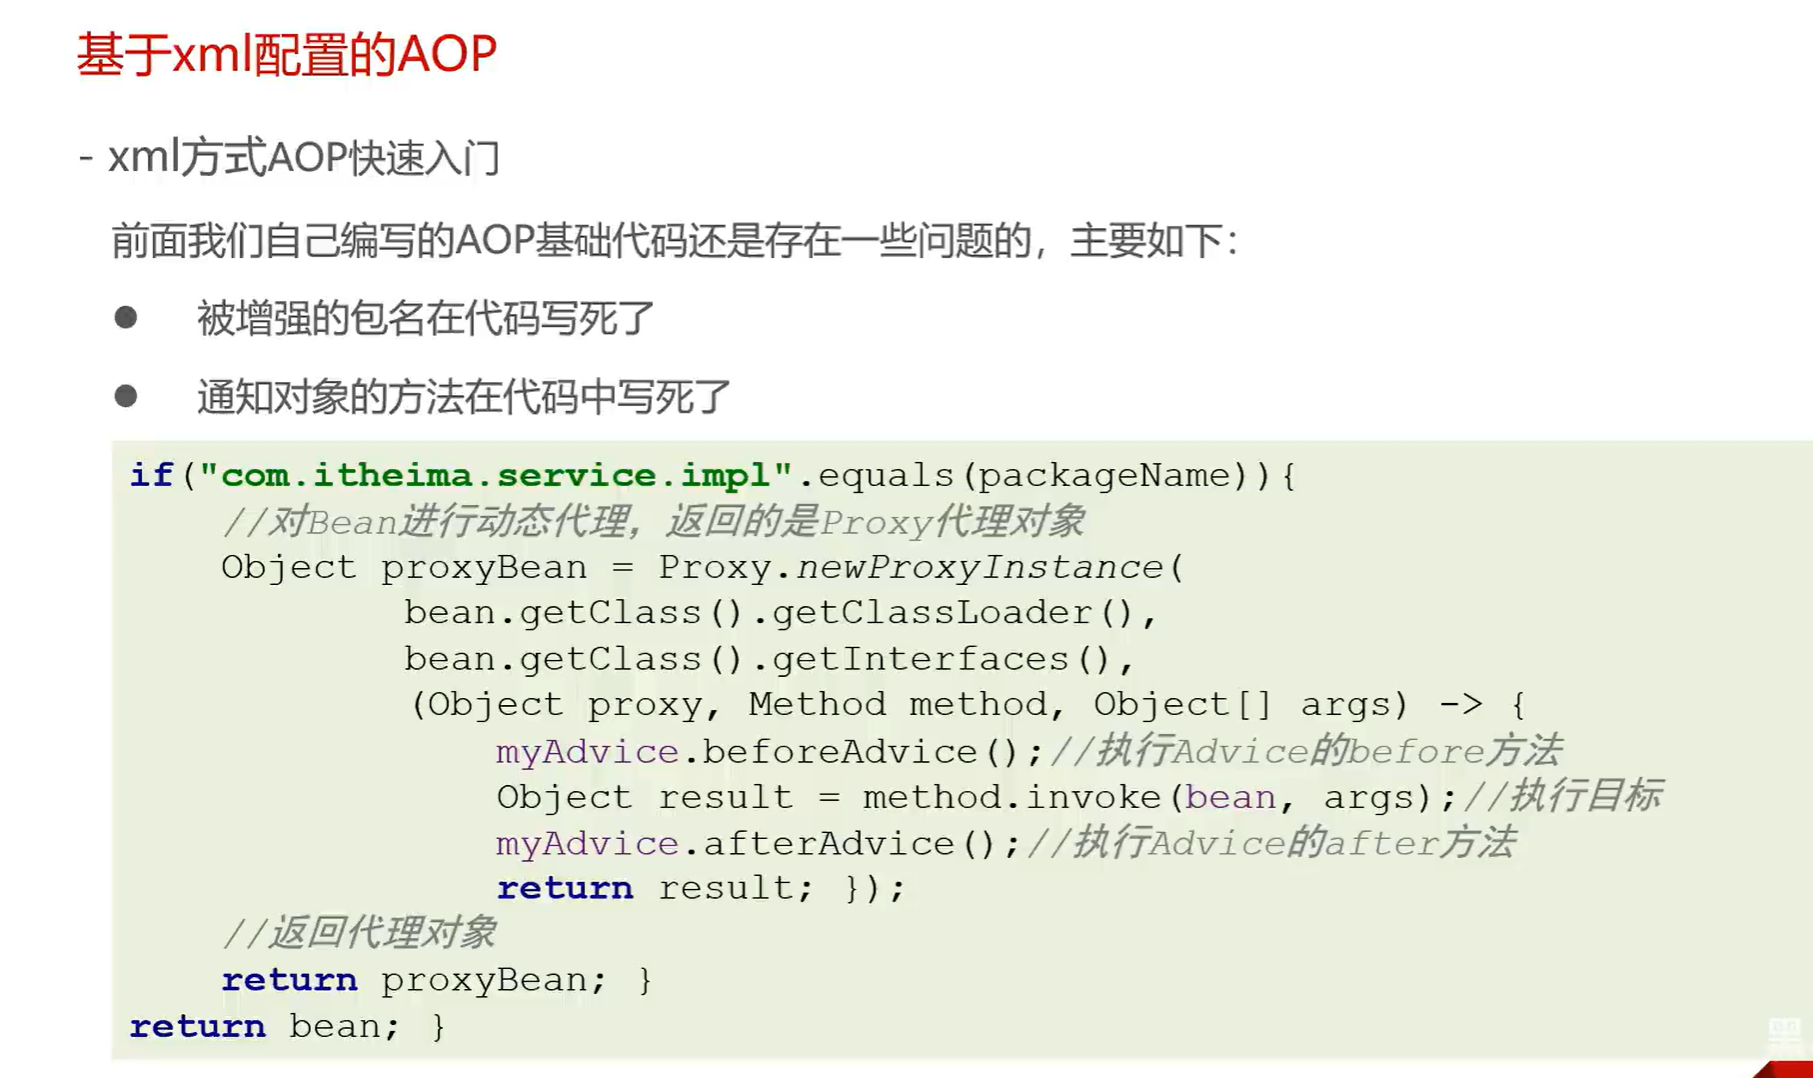 基于xml配置的AOP
- xml方式AOP快速入门
前面我们自己编写的AOP基础代码还是存在一些问题的，主要如下：
● 被增强的包名在代码写死了
● 通知对象的方法在代码中写死了
if("com.itheima.service.impl".equals(packageName)){
//对Bean进行动态代理，返回的是Proxy代理对象
Object proxyBean = Proxy.newProxyInstance(
bean.getClass().getClassLoader(),
bean.getClass().getInterfaces(),
(Object proxy, Method method, Object[] args) -> {
myAdvice.beforeAdvice();//执行Advice的before方法
Object result = method.invoke(bean, args);//执行目标
myAdvice.afterAdvice();//执行Advice的after方法
return result; });
//返回代理对象
return proxyBean; }
return bean; }